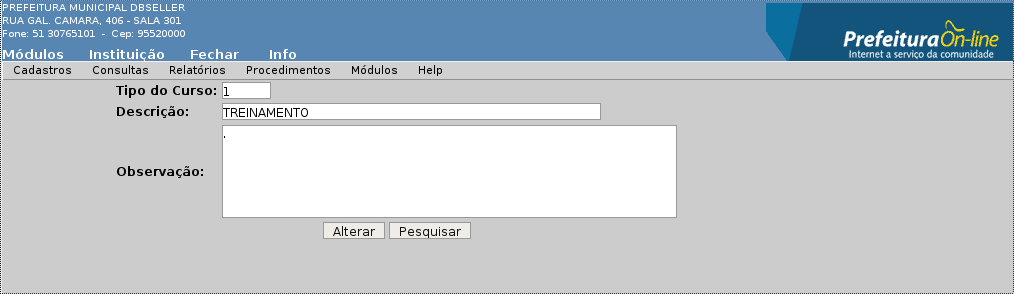 PREFEITURA MUNICIPAL DBSELLER
RUA GAL. CAMARA, 406 - SALA 301
Fone: 51 30765101 - Cep: 95520000
PrefeituraOn-line
Internet a serviço da comunidade
Módulos Instituição Fechar Info
Cadastros Consultas Relatórios Procedimentos Módulos Help
Tipo do Curso: 1
Descrição: TREINAMENTO
.
Observação:
Alterar Pesquisar